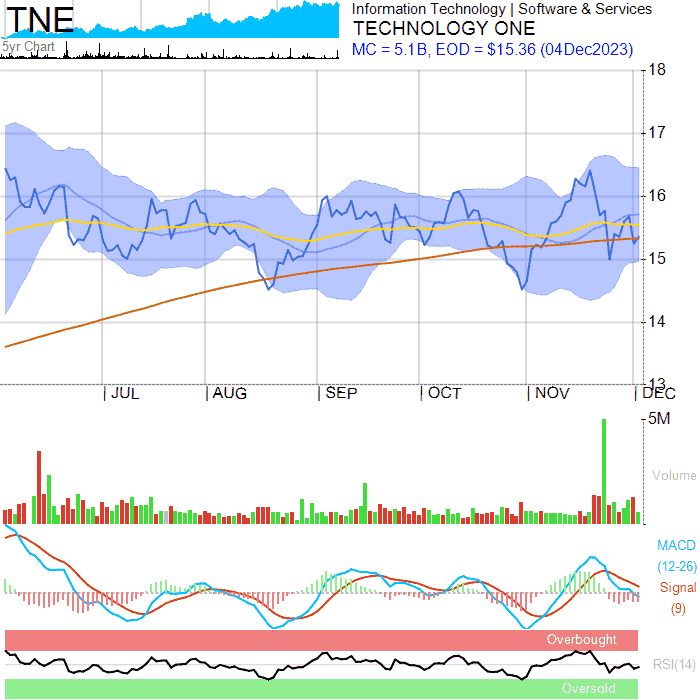 TNE
5yr Chart
Information Technology | Software & Services
TECHNOLOGY ONE
MC = 5.1B, EOD = $15.36 (04Dec2023)
18
17
16
15
14
13
| JUL | AUG | SEP | OCT | NOV | DEC
5M
Volume
MACD
(12-26)
Signal
(9)
Overbought
RSI(14)
Oversold